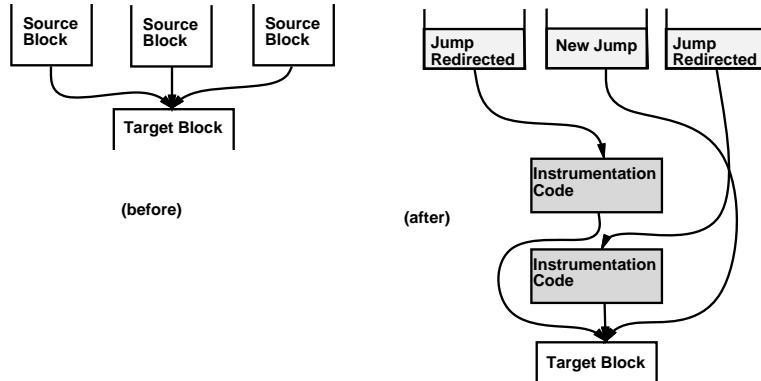 Source
Block
Source
Block
Source
Block
Target Block
(before)
Jump
Redirected
New Jump
Jump
Redirected
Instrumentation
Code
(after)
Instrumentation
Code
Target Block